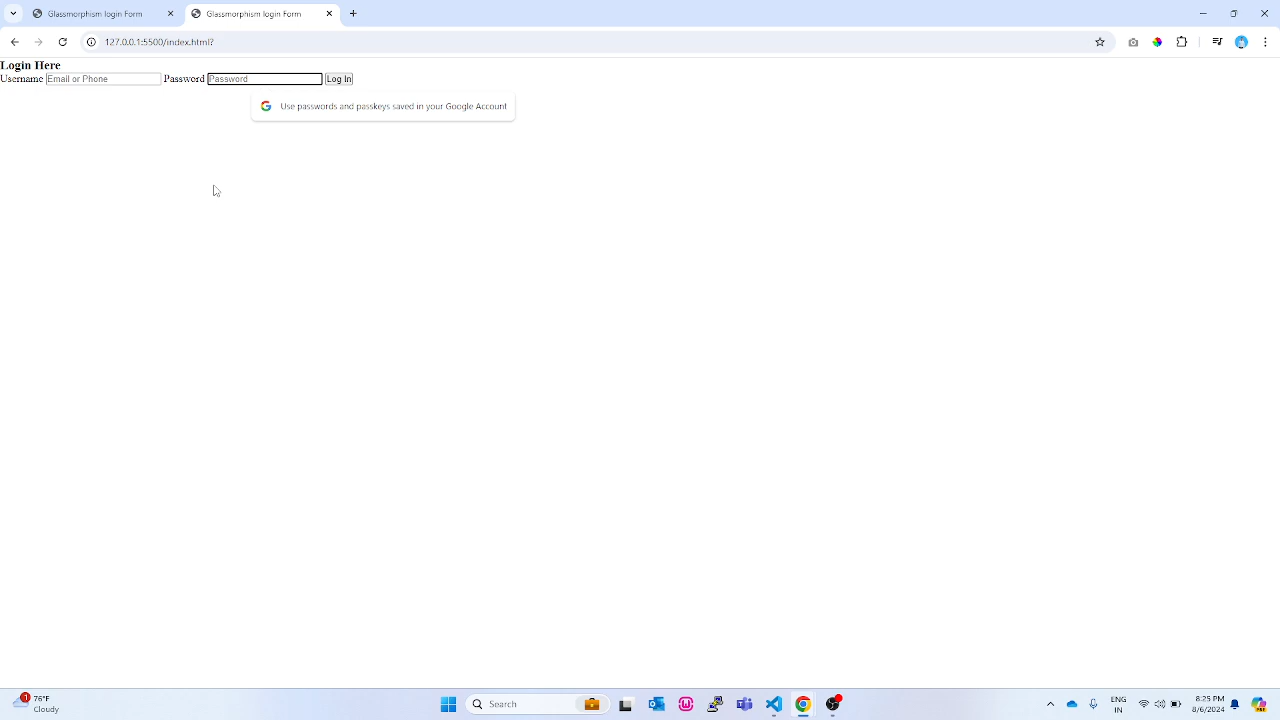 Glassmorphism login Form
Glassmorphism login Form
127.0.0.1:5500/index.html?
Login Here
Username Email or Phone Password Password Log In
Use passwords and passkeys saved in your Google Account
1
76°F
Cloudy
Search
ENG
IN
8:25 PM
8/6/2024